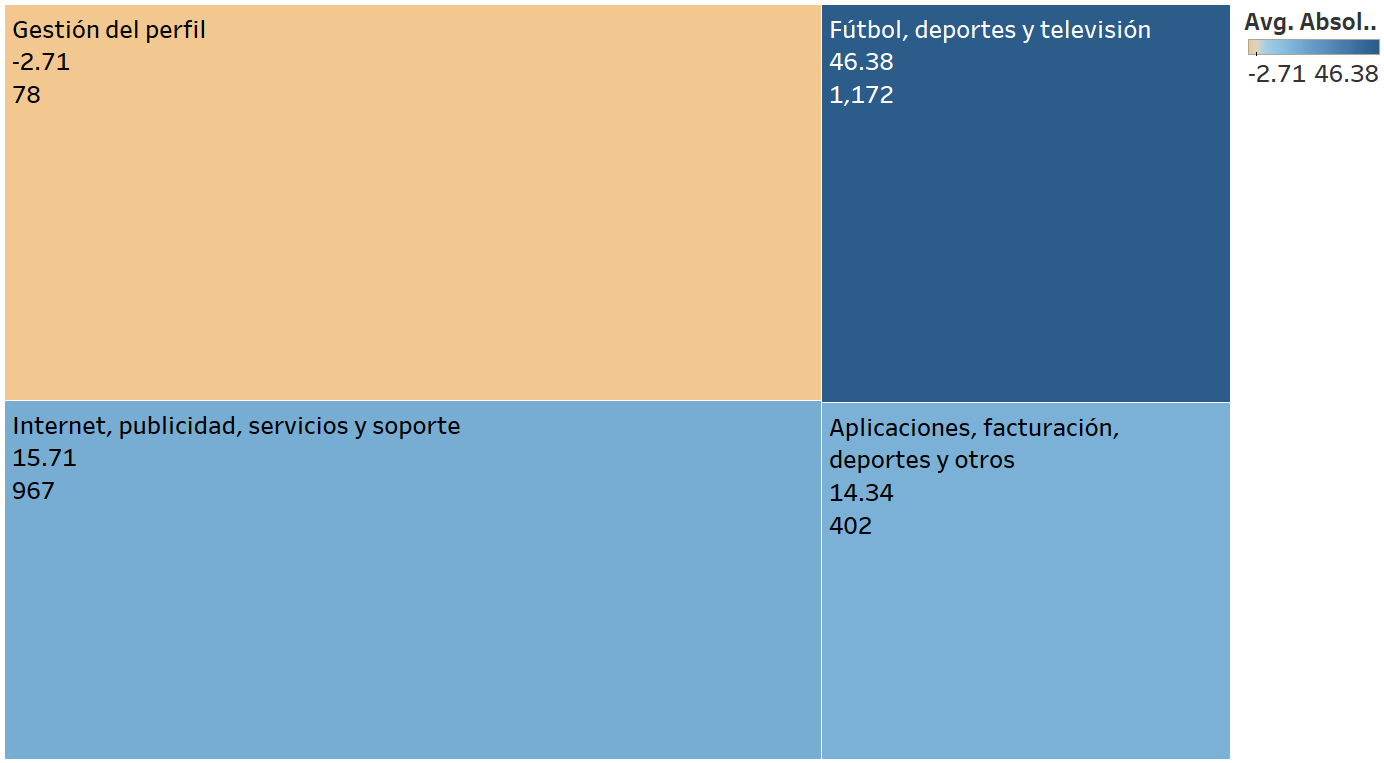 Gestión del perfil
-2.71
78
Fútbol, deportes y televisión
46.38
1,172
Internet, publicidad, servicios y soporte
15.71
967
Aplicaciones, facturación,
deportes y otros
14.34
402
Avg. Absol..
-2.71 46.38